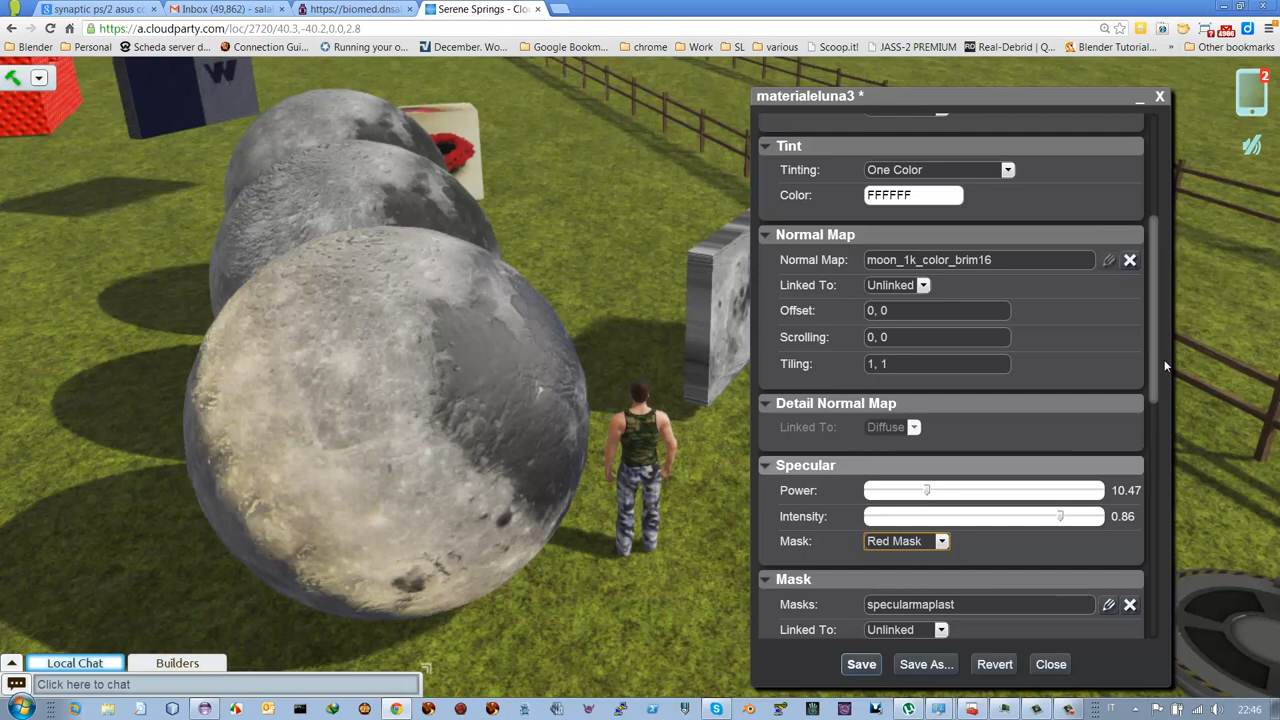 synaptic ps/2 asus co
Inbox (49,862) - sala
https://biomed.dnsal
Serene Springs - Clo
https://a.cloudparty.com/loc/2720/40.3,-40.2,0.0,2.8
Blender
Personal
Scheda server di
Connection Gui
Running your o
December. Wo
Google Bookm...
chrome
Work
SL
various
Scoop.it!
JASS-2 PREMIUM
Real-Debrid | Q...
Blender Tutorial...
»
Other bookmarks
W
2
materialeluna3 *
_ X
Tint
Tinting: One Color
Color: FFFFFF
Normal Map
Normal Map: moon_1k_color_brim16
Linked To: Unlinked
Offset: 0, 0
Scrolling: 0, 0
Tiling: 1, 1
Detail Normal Map
Linked To: Diffuse
Specular
Power: 10.47
Intensity: 0.86
Mask: Red Mask
Mask
Masks: specularmaplast
Linked To: Unlinked
Save
Save As...
Revert
Close
Local Chat
Builders
Click here to chat
IT
22:46